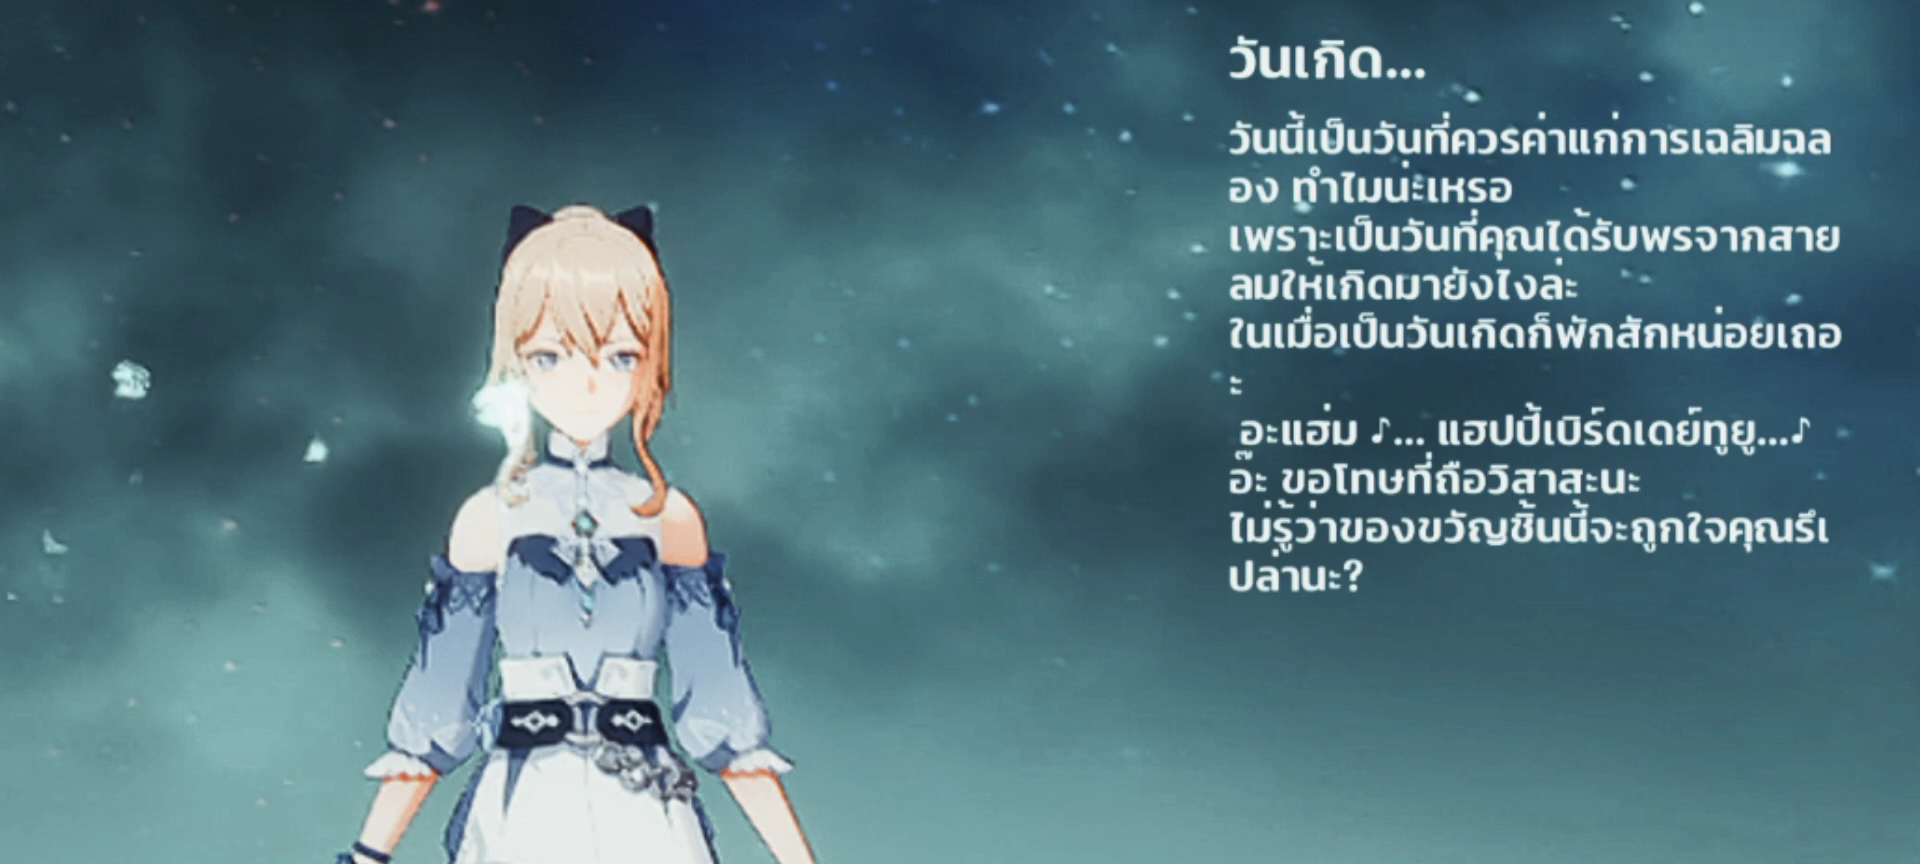 วันเกิด...
วันนี้เป็นวันที่ควรค่าแก่การเฉลิมฉล
อง ทำไมน่ะเหรอ
เพราะเป็นวันที่คุณได้รับพรจากสาย
ลมให้เกิดมายังไงล่ะ
ในเมื่อเป็นวันเกิดก็พักสักหน่อยเถอ
ะ
อะแฮ่ม ♪... แฮปปี้เบิร์ดเดย์ทูยู...♪
อ๊ะ ขอโทษที่ถือวิสาสะนะ
ไม่รู้ว่าของขวัญชิ้นนี้จะถูกใจคุณรึเ
ปล่านะ?